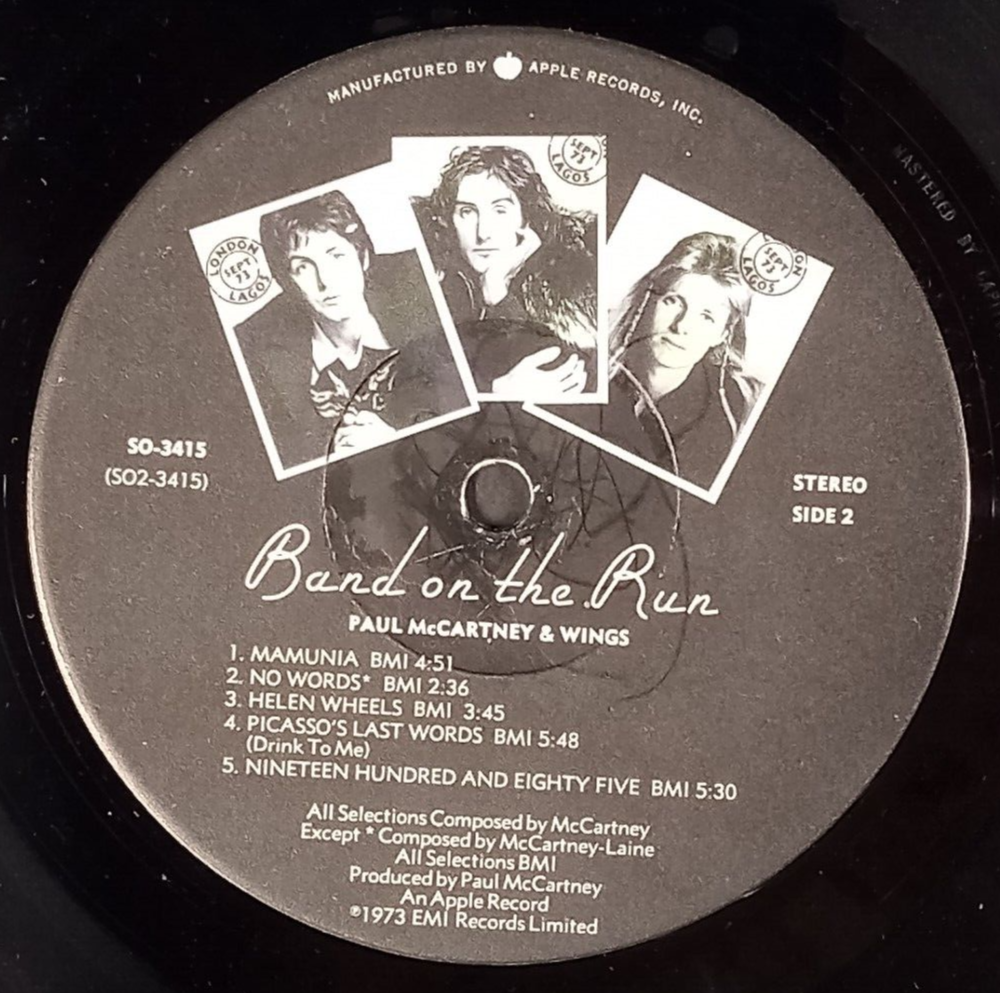 MANUFACTURED BY APPLE RECORDS, INC.
LONDON
SEPT
73
LAGOS
SEPT
73
LAGOS
SEPT
73
LAGOS
ON
MASTERED BY
SO-3415
(SO2-3415)
STEREO
SIDE 2
Band on the Run
PAUL McCARTNEY & WINGS
1. MAMUNIA BMI 4:51
2. NO WORDS* BMI 2:36
3. HELEN WHEELS BMI 3:45
4. PICASSO'S LAST WORDS BMI 5:48
(Drink To Me)
5. NINETEEN HUNDRED AND EIGHTY FIVE BMI 5:30
All Selections Composed by McCartney
Except * Composed by McCartney-Laine
All Selections BMI
Produced by Paul McCartney
An Apple Record
℗1973 EMI Records Limited